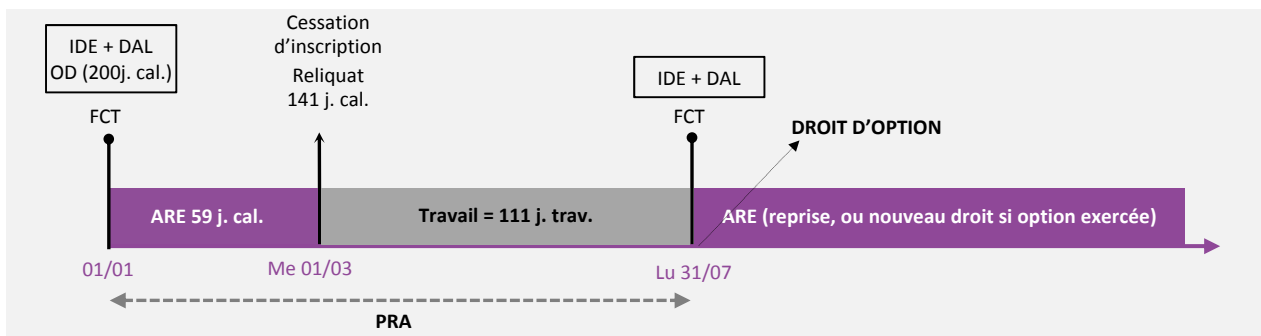 Cessation
d’inscription
Reliquat
141 j. cal.
IDE + DAL
OD (200j. cal.)
FCT
IDE + DAL
FCT
DROIT D’OPTION
ARE 59 j. cal.
Travail = 111 j. trav.
ARE (reprise, ou nouveau droit si option exercée)
01/01
Me 01/03
Lu 31/07
PRA